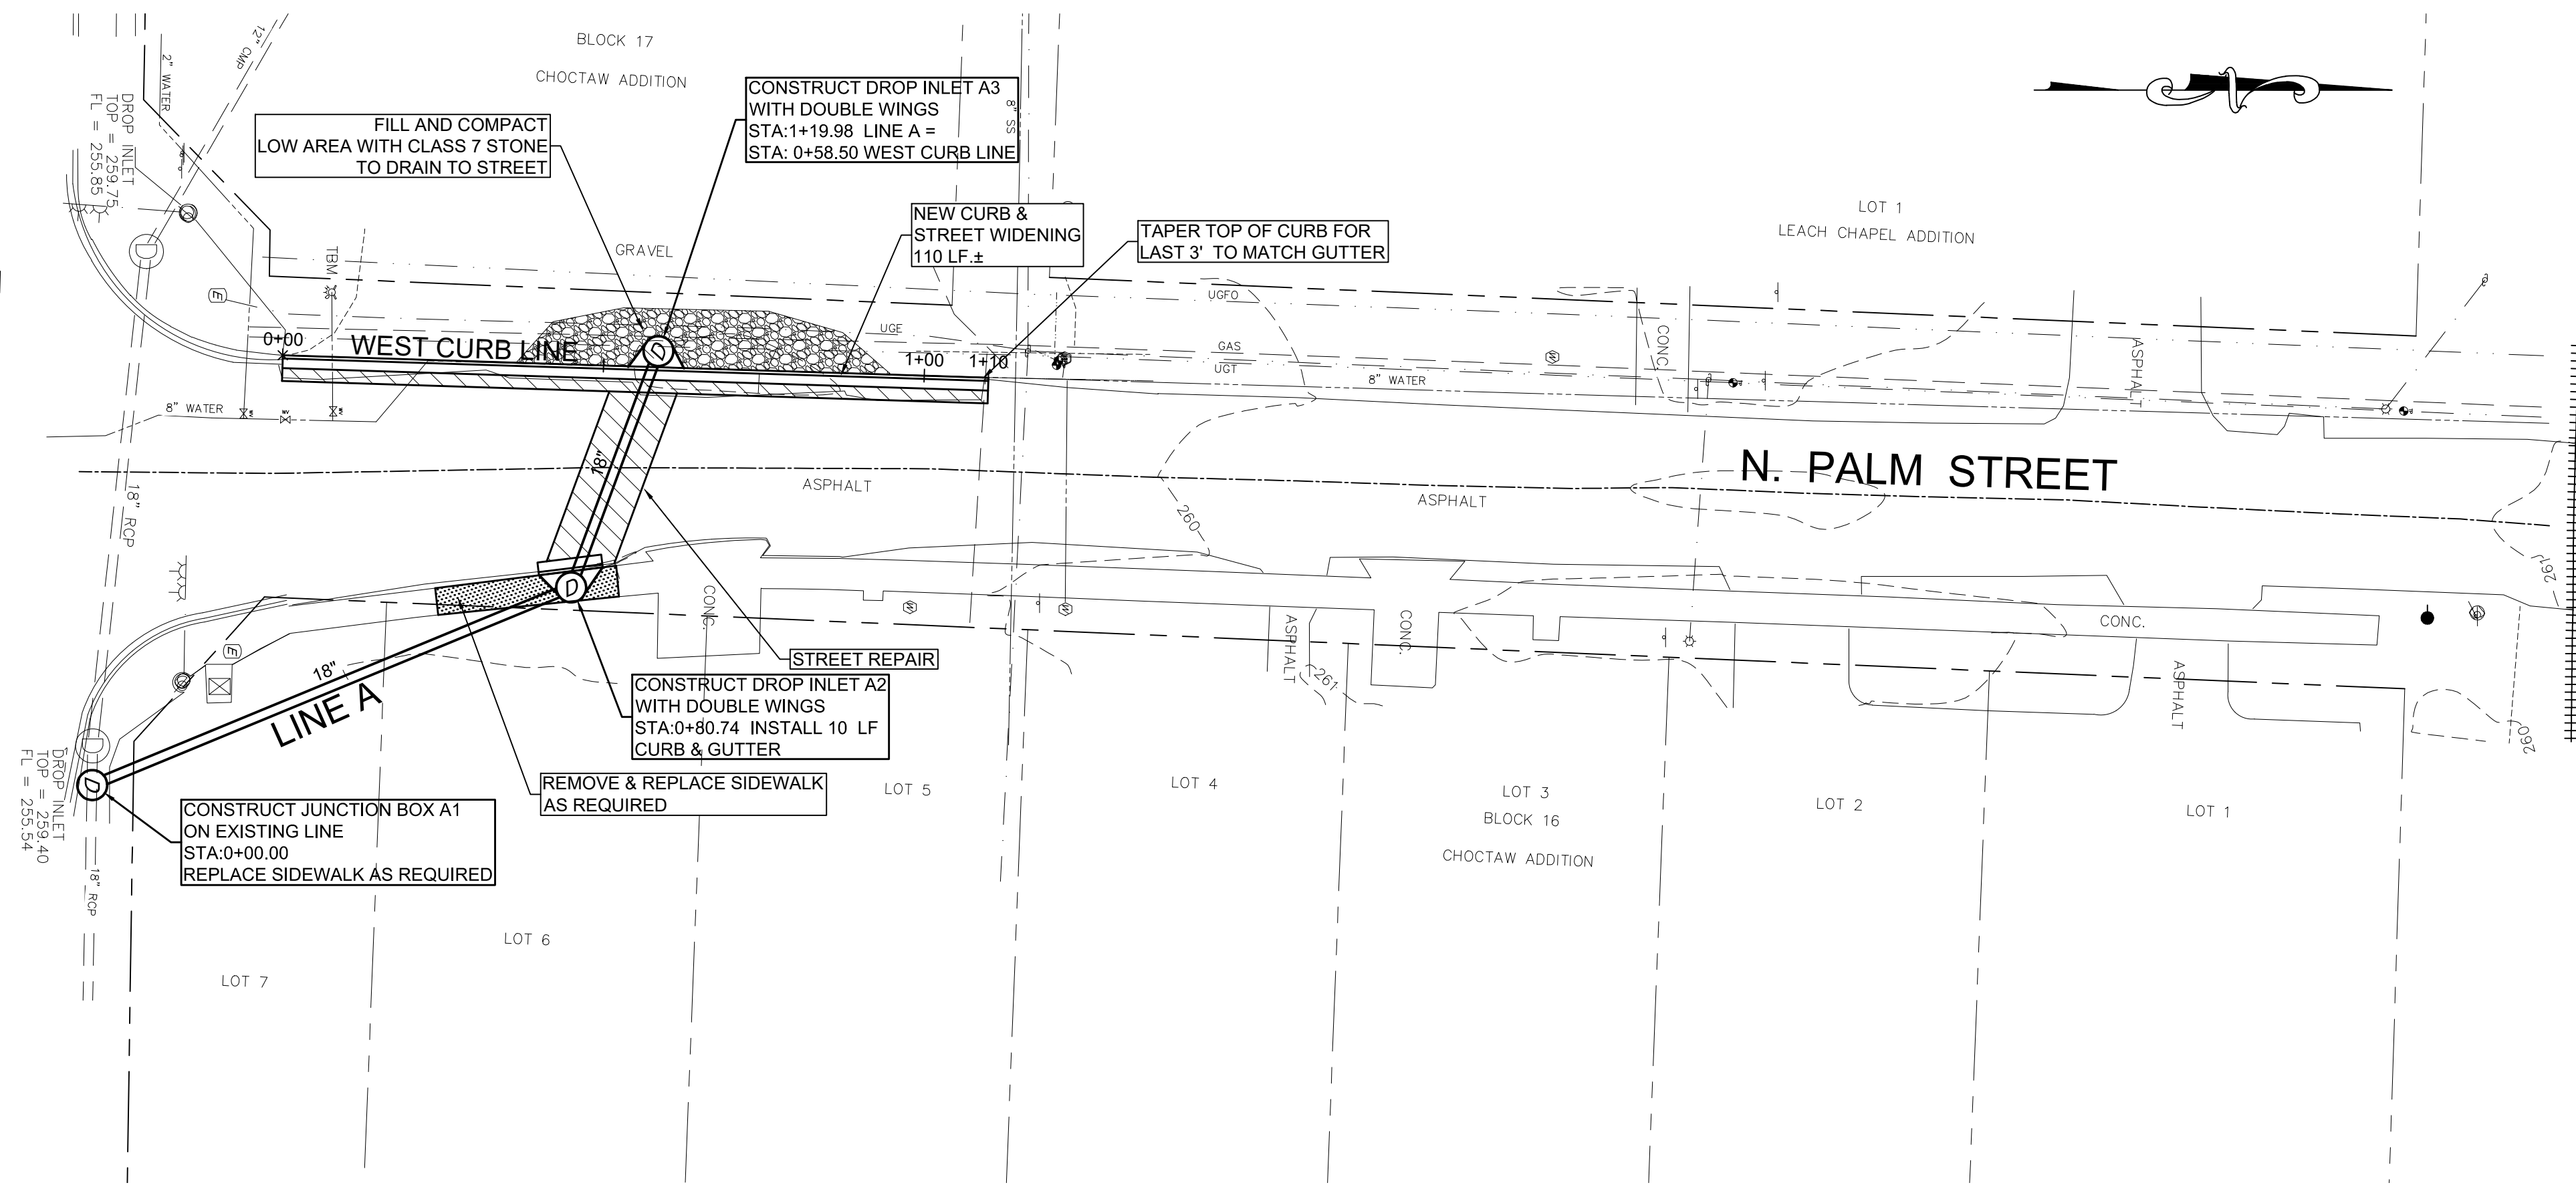 BLOCK 17
CHOCTAW ADDITION
2" WATER
12" CMP
DROP INLET
TOP = 259.75
FL = 255.85
FILL AND COMPACT
LOW AREA WITH CLASS 7 STONE
TO DRAIN TO STREET
CONSTRUCT DROP INLET A3
WITH DOUBLE WINGS
STA:1+19.98 LINE A =
STA: 0+58.50 WEST CURB LINE
8" SS
NEW CURB &
STREET WIDENING
110 LF.±
TAPER TOP OF CURB FOR
LAST 3' TO MATCH GUTTER
LOT 1
LEACH CHAPEL ADDITION
N
GRAVEL
TBM
E
D
UGFO
UGE
GAS
UGT
8" WATER
CONC.
ASPHALT
W
0+00
WEST CURB LINE
D
1+00
1+10
8" WATER
WV
18" RCP
18"
ASPHALT
ASPHALT
N. PALM STREET
260
261
D
CONC.
W
W
ASPHALT
CONC.
261
CONC.
ASPHALT
260
E
18"
LINE A
STREET REPAIR
CONSTRUCT DROP INLET A2
WITH DOUBLE WINGS
STA:0+80.74 INSTALL 10 LF
CURB & GUTTER
REMOVE & REPLACE SIDEWALK
AS REQUIRED
D
D
DROP INLET
TOP = 259.40
FL = 255.54
CONSTRUCT JUNCTION BOX A1
ON EXISTING LINE
STA:0+00.00
REPLACE SIDEWALK AS REQUIRED
18" RCP
LOT 5
LOT 4
LOT 3
BLOCK 16
CHOCTAW ADDITION
LOT 2
LOT 1
LOT 6
LOT 7